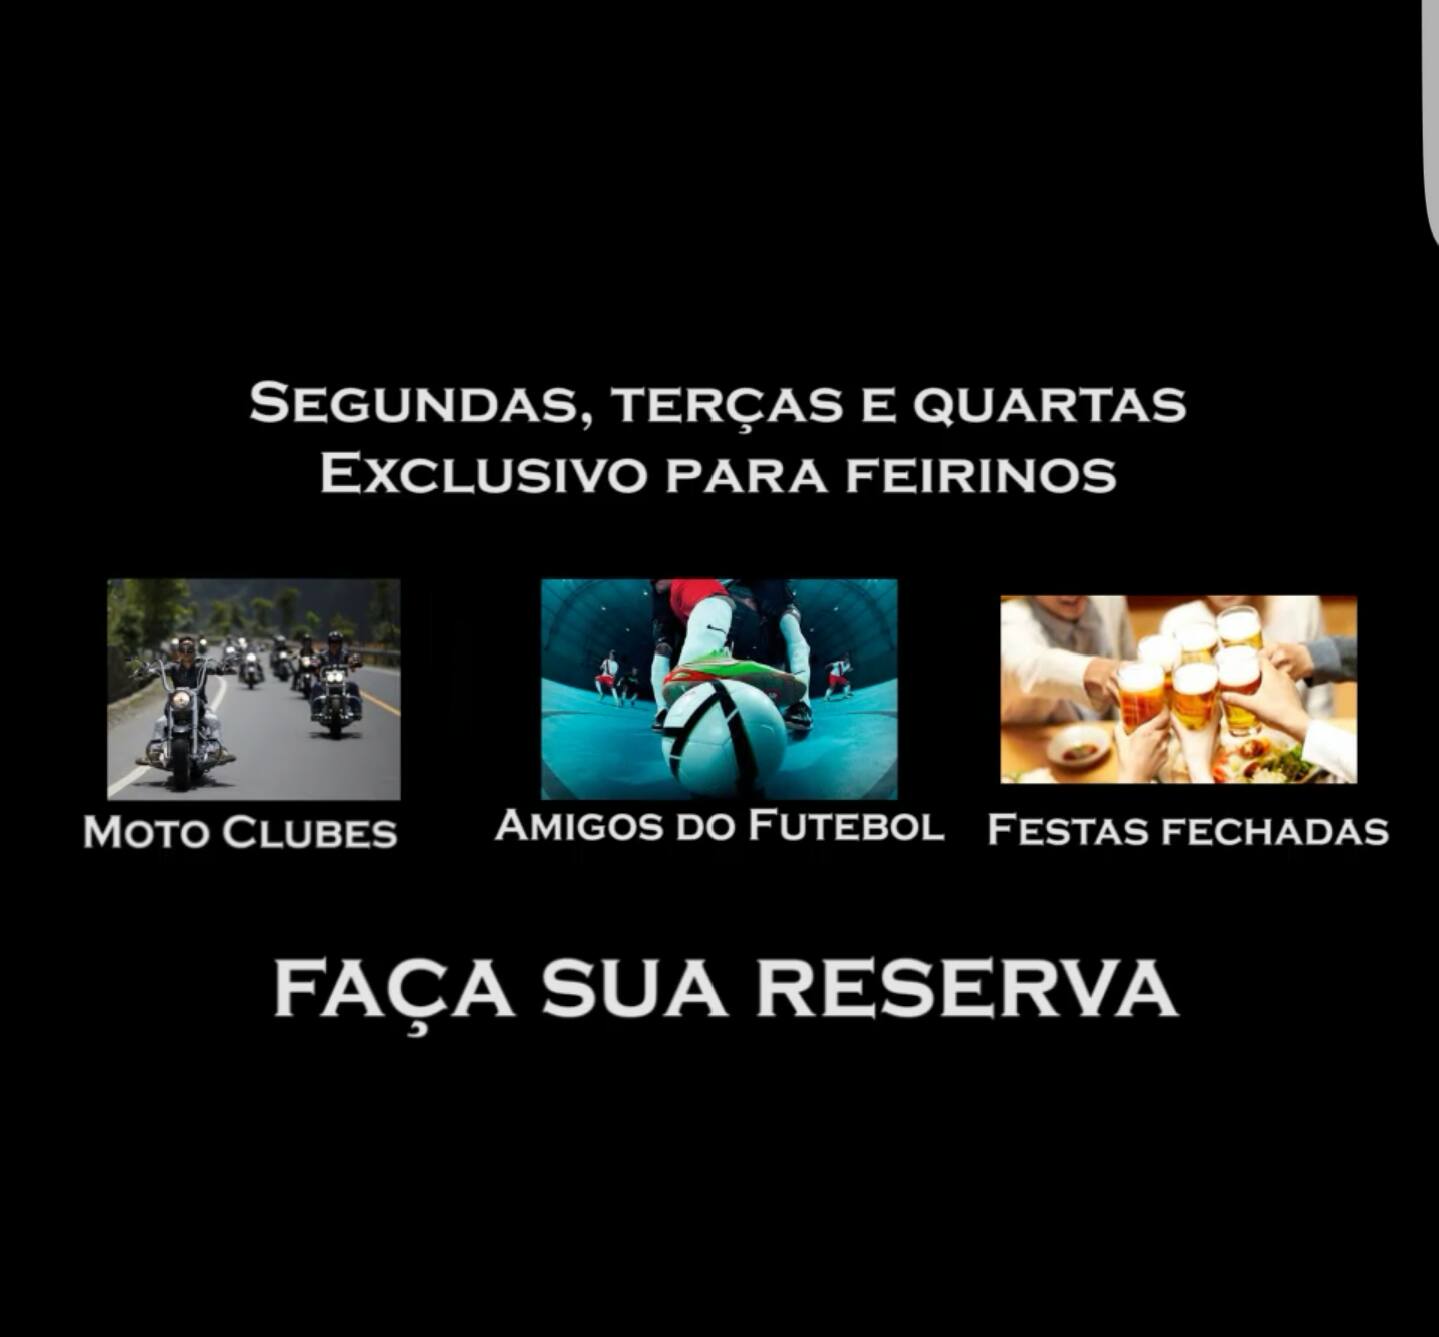 Segundas, terças e quartas
Exclusivo para feirinos
Moto Clubes
Amigos do Futebol
Festas fechadas
FAÇA SUA RESERVA